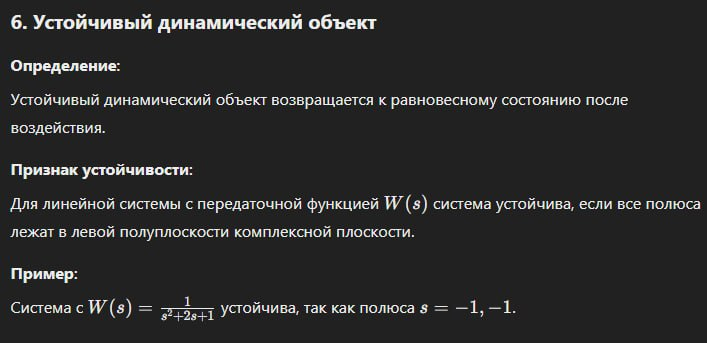 6. Устойчивый динамический объект
Определение:
Устойчивый динамический объект возвращается к равновесному состоянию после
воздействия.
Признак устойчивости:
Для линейной системы с передаточной функцией W(s) система устойчива, если все полюса
лежат в левой полуплоскости комплексной плоскости.
Пример:
Система с W(s) = 1/(s²+2s+1) устойчива, так как полюса s = −1, −1.